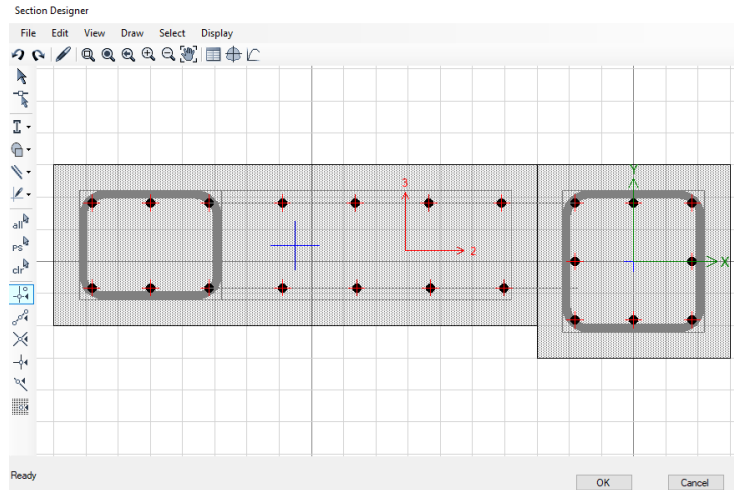 Section Designer
File Edit View Draw Select Display
all
PS
clr
3
2
Y
X
Ready
OK Cancel